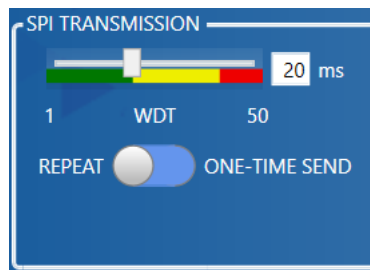 SPI TRANSMISSION
20 ms
1 WDT 50
REPEAT ONE-TIME SEND